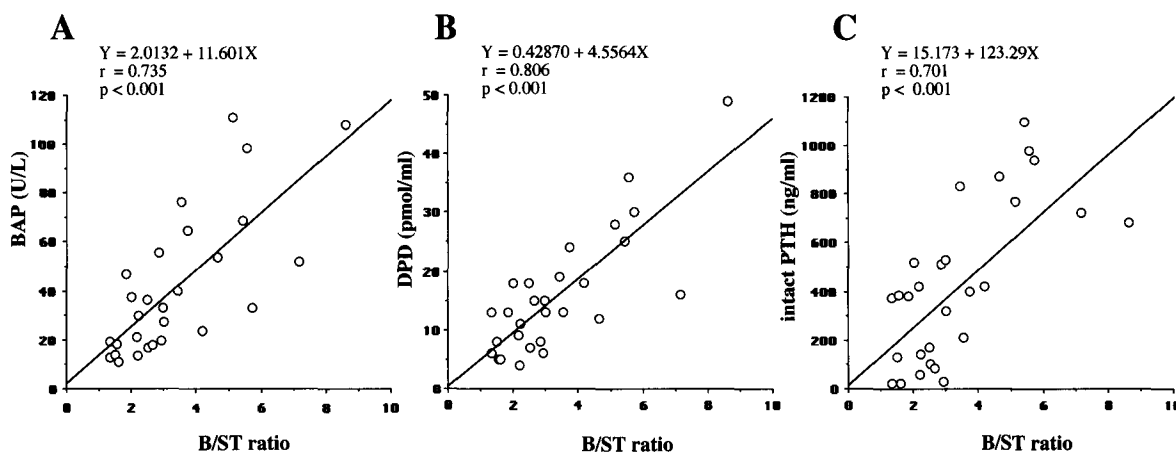 A
Y = 2.0132 + 11.601X
r = 0.735
p < 0.001
120
100
80
60
40
20
0
BAP (U/L)
0 2 4 6 8 10
B/ST ratio
B
Y = 0.42870 + 4.5564X
r = 0.806
p < 0.001
50
40
30
20
10
0
DPD (pmol/ml)
0 2 4 6 8 10
B/ST ratio
C
Y = 15.173 + 123.29X
r = 0.701
p < 0.001
1200
1000
800
600
400
200
0
intact PTH (ng/ml)
0 2 4 6 8 10
B/ST ratio